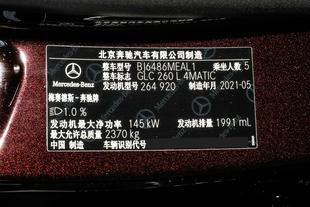 北京奔驰汽车有限公司制造
整车型号 BJ6486MEAL1 乘坐人数 5
整车标志 GLC 260 L 4MATIC
发动机型号 264 920 2021-05
Mercedes-Benz
梅赛德斯-奔驰牌
1.0 %
发动机最大净功率 145 kW 发动机排量 1991 mL
最大允许总质量 2370 kg
中国 制造 车辆识别代号